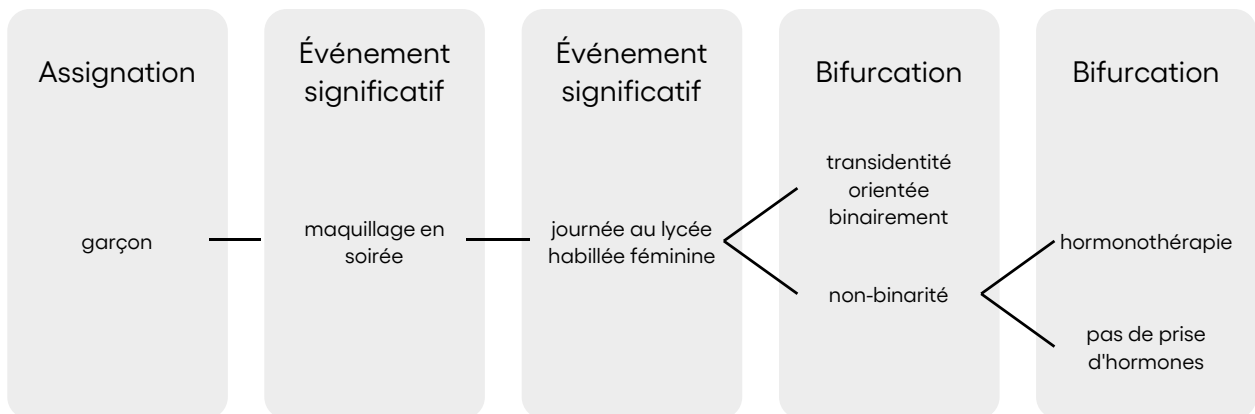 Assignation
garçon
Événement
significatif
maquillage en
soirée
Événement
significatif
journée au lycée
habillée féminine
Bifurcation
transidentité
orientée
binairement
non-binarité
Bifurcation
hormonothérapie
pas de prise
d'hormones